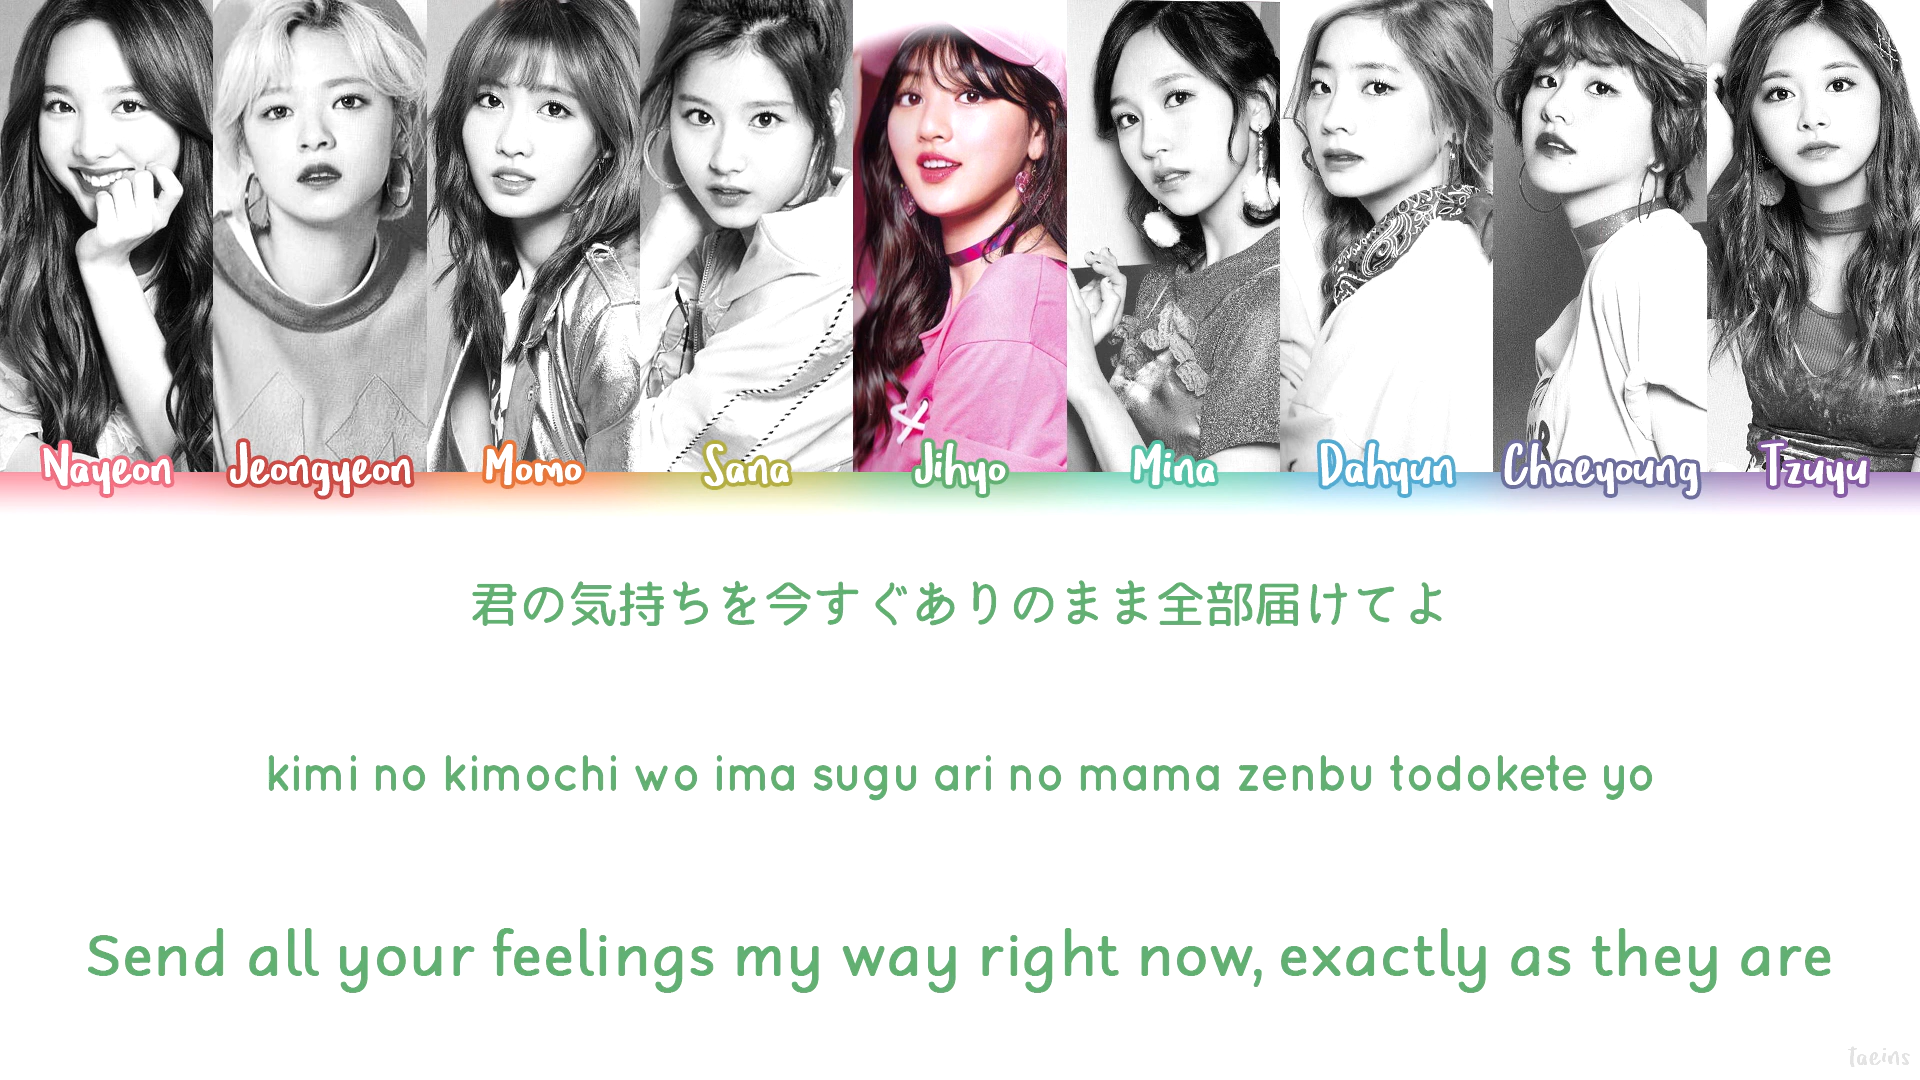 Nayeon Jeongyeon Momo Sana Jihyo Mina Dahyun Chaeyoung Tzuyu
君の気持ちを今すぐありのまま全部届けてよ
kimi no kimochi wo ima sugu ari no mama zenbu todokete yo
Send all your feelings my way right now, exactly as they are
taeins